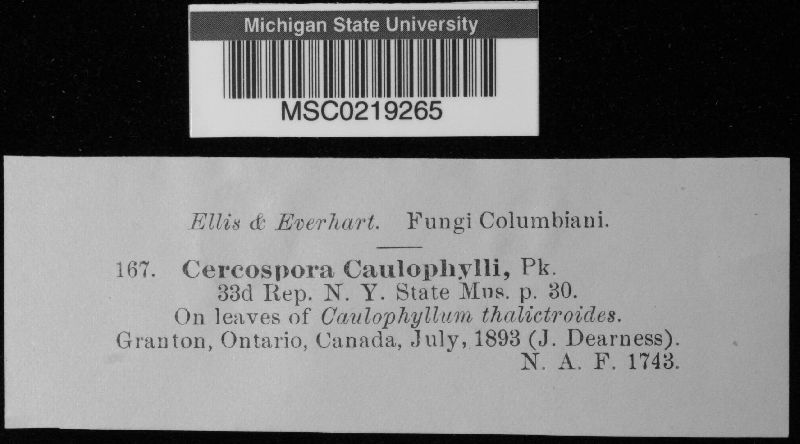 Michigan State University
MSC0219265
Ellis & Everhart. Fungi Columbiani.
167. Cercospora Caulophylli, Pk.
33d Rep. N. Y. State Mus. p. 30.
On leaves of Caulophyllum thalictroides.
Granton, Ontario, Canada, July, 1893 (J. Dearness).
N. A. F. 1743.